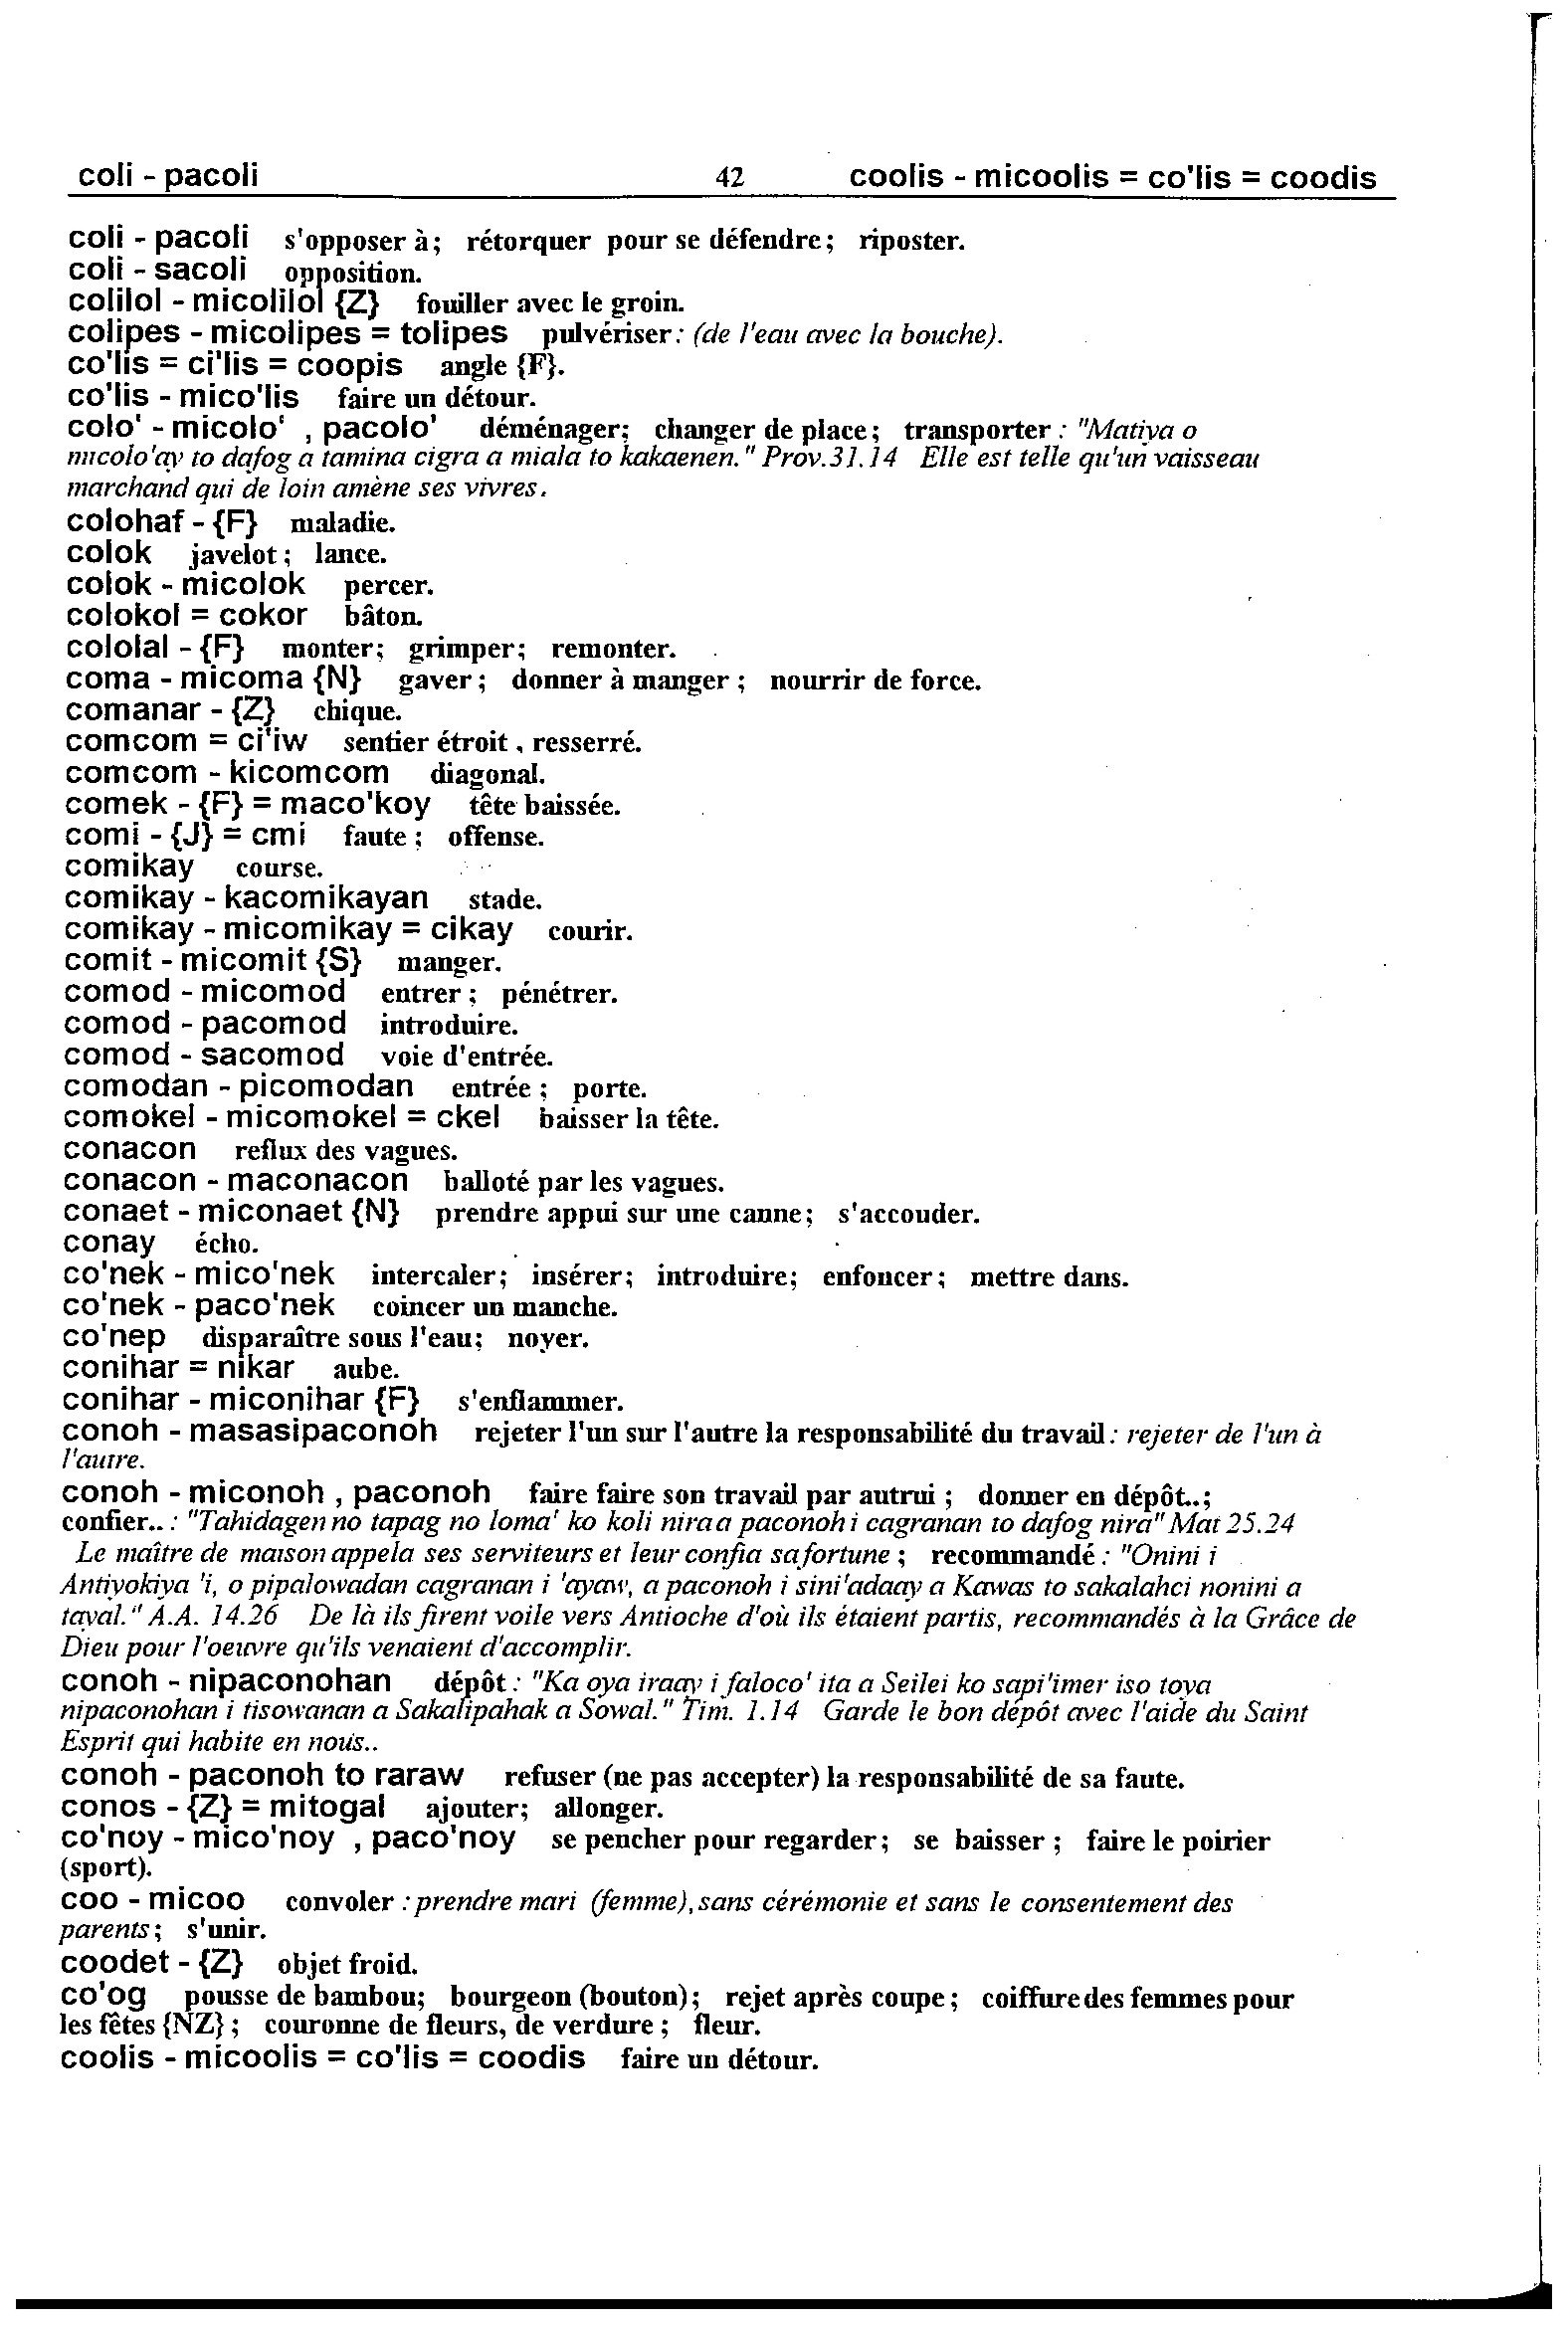 coli - pacoli 42 coolis - micoolis = co'lis = coodis
coli - pacoli s'opposer à; rétorquer pour se défendre; riposter.
coli - sacoli opposition.
colilol - micolilol {Z} fouiller avec le groin.
colipes - micolipes = tolipes pulvériser: (de l'eau avec la bouche).
co'lis = ci'lis = coopis angle {F}.
co'lis - mico'lis faire un détour.
colo' - micolo' , pacolo' déménager; changer de place; transporter : "Matiya o
micolo'ay to dafog a tamina cigra a miala to kakaenen." Prov.31.14 Elle est telle qu'un vaisseau
marchand qui de loin amène ses vivres.
colohaf - {F} maladie.
colok javelot; lance.
colok - micolok percer.
colokol = cokor bâton.
cololal - {F} monter; grimper; remonter.
coma - micoma {N} gaver; donner à manger ; nourrir de force.
comanar - {Z} chique.
comcom = ci'iw sentier étroit , resserré.
comcom - kicomcom diagonal.
comek - {F} = maco'koy tête baissée.
comi - {J} = cmi faute ; offense.
comikay course.
comikay - kacomikayan stade.
comikay - micomikay = cikay courir.
comit - micomit {S} manger.
comod - micomod entrer ; pénétrer.
comod - pacomod introduire.
comod - sacomod voie d'entrée.
comodan - picomodan entrée ; porte.
comokel - micomokel = ckel baisser la tête.
conacon reflux des vagues.
conacon - maconacon balloté par les vagues.
conaet - miconaet {N} prendre appui sur une canne; s'accouder.
conay écho.
co'nek - mico'nek intercaler; insérer; introduire; enfoncer; mettre dans.
co'nek - paco'nek coincer un manche.
co'nep disparaître sous l'eau; noyer.
conihar = nikar aube.
conihar - miconihar {F} s'enflammer.
conoh - masasipaconoh rejeter l'un sur l'autre la responsabilité du travail : rejeter de l'un à
l'autre.
conoh - miconoh , paconoh faire faire son travail par autrui ; donner en dépôt..;
confier.. : "Tahidagen no tapag no loma' ko koli nira a paconoh i cagranan to dafog nira" Mat 25.24
Le maître de maison appela ses serviteurs et leur confia sa fortune ; recommandé : "Onini i
Antiyokiya 'i, o pipalowadan cagranan i 'ayaw, a paconoh i sini'adaay a Kawas to sakalahci nonini a
tayal." A.A. 14.26 De là ils firent voile vers Antioche d'où ils étaient partis, recommandés à la Grâce de
Dieu pour l'oeuvre qu'ils venaient d'accomplir.
conoh - nipaconohan dépôt : "Ka oya iraay i faloco' ita a Seilei ko sapi'imer iso toya
nipaconohan i tisowanan a Sakalipahak a Sowal." Tim. 1.14 Garde le bon dépôt avec l'aide du Saint
Esprit qui habite en nous..
conoh - paconoh to raraw refuser (ne pas accepter) la responsabilité de sa faute.
conos - {Z} = mitogal ajouter; allonger.
co'noy - mico'noy , paco'noy se pencher pour regarder; se baisser ; faire le poirier
(sport).
coo - micoo convoler : prendre mari (femme), sans cérémonie et sans le consentement des
parents; s'unir.
coodet - {Z} objet froid.
co'og pousse de bambou; bourgeon (bouton); rejet après coupe; coiffure des femmes pour
les fêtes {NZ} ; couronne de fleurs, de verdure ; fleur.
coolis - micoolis = co'lis = coodis faire un détour.